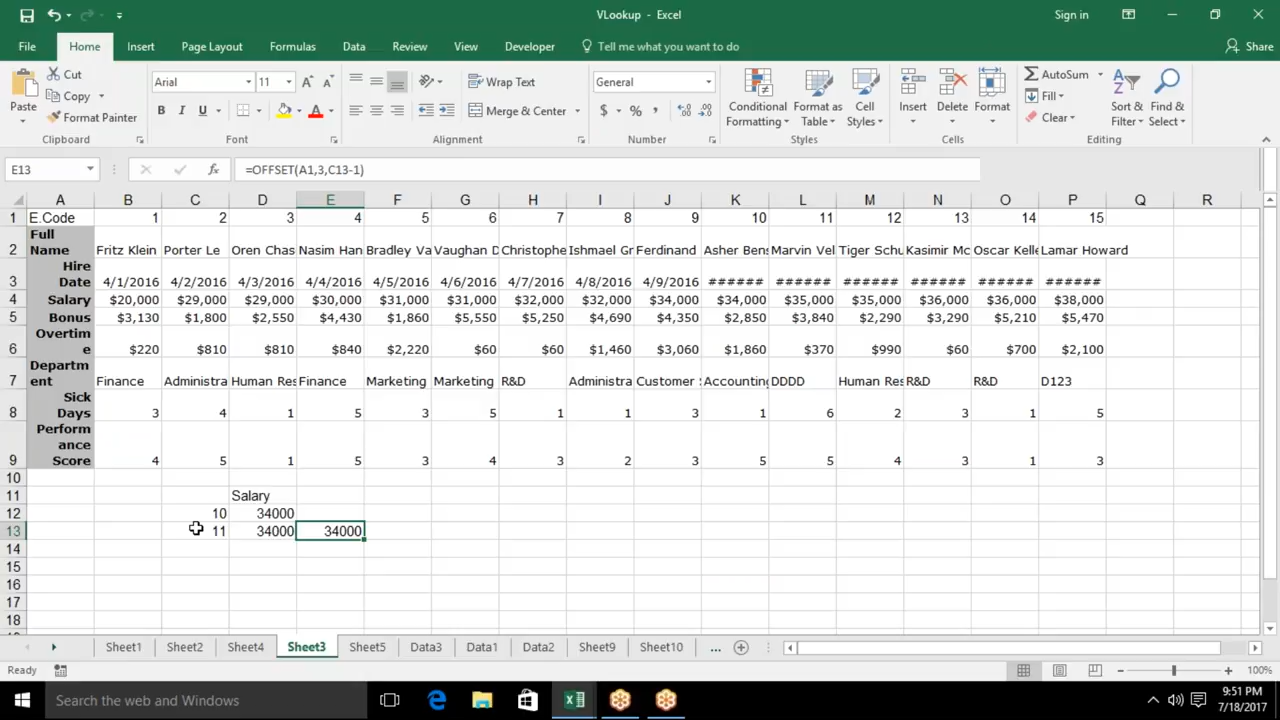 VLookup - Excel
Sign in
File Home Insert Page Layout Formulas Data Review View Developer Tell me what you want to do Share
Paste Cut Copy Format Painter
Arial 11 B I U
Wrap Text Merge & Center
General $ % ,
Conditional Formatting Format as Table Cell Styles
Insert Delete Format
AutoSum Fill Clear
Sort & Filter Find & Select
Clipboard Font Alignment Number Styles Cells Editing
E13 fx =OFFSET(A1,3,C13-1)
A B C D E F G H I J K L M N O P Q R
1 E.Code 1 2 3 4 5 6 7 8 9 10 11 12 13 14 15
2 Full Name Fritz Klein Porter Le Oren Chas Nasim Han Bradley Va Vaughan D Christophe Ishmael Gr Ferdinand Asher Ben Marvin Vel Tiger Schu Kasimir Mc Oscar Kelle Lamar Howard
3 Hire Date 4/1/2016 4/2/2016 4/3/2016 4/4/2016 4/5/2016 4/6/2016 4/7/2016 4/8/2016 4/9/2016 ###### ###### ###### ###### ###### ######
4 Salary $20,000 $29,000 $29,000 $30,000 $31,000 $31,000 $32,000 $32,000 $34,000 $34,000 $35,000 $35,000 $36,000 $36,000 $38,000
5 Bonus $3,130 $1,800 $2,550 $4,430 $1,860 $5,550 $5,250 $4,690 $4,350 $2,850 $3,840 $2,290 $3,290 $5,210 $5,470
6 Overtime $220 $810 $810 $840 $2,220 $60 $60 $1,460 $3,060 $1,860 $370 $990 $60 $700 $2,100
7 Department Finance Administra Human Res Finance Marketing Marketing R&D Administra Customer Accounting DDDD Human Res R&D R&D D123
8 Sick Days 3 4 1 5 3 5 1 1 3 1 6 2 3 1 5
9 Performance Score 4 5 1 5 3 4 3 2 3 5 5 4 3 1 3
10
11 Salary
12 10 34000
13 11 34000 34000
14
15
16
17
18
Sheet1 Sheet2 Sheet4 Sheet3 Sheet5 Data3 Data1 Data2 Sheet9 Sheet10 ...
Ready 100%
Search the web and Windows
9:51 PM
7/18/2017